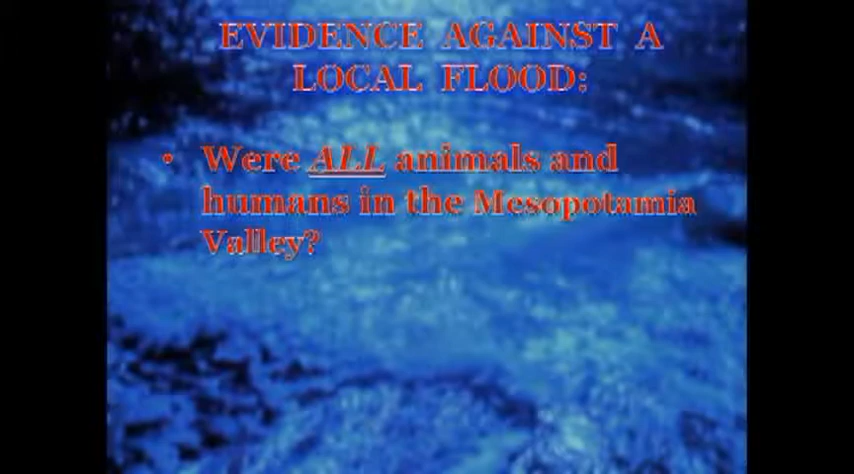 EVIDENCE AGAINST A
LOCAL FLOOD:
• Were ALL animals and
humans in the Mesopotamia
Valley?